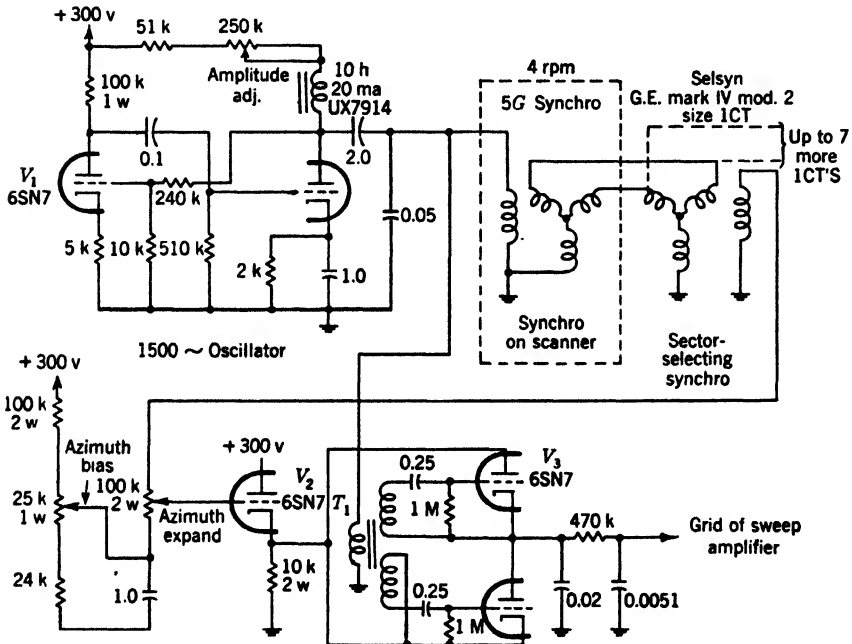 + 300 v
51 k
250 k
100 k
1 w
Amplitude
adj.
10 h
20 ma
UX7914
4 rpm
5G Synchro
Selsyn
G.E. mark IV mod. 2
size 1CT
Up to 7
more
1CT'S
V1
6SN7
0.1
240 k
2.0
0.05
5 k
10 k
510 k
2 k
1.0
1500 ~ Oscillator
Synchro
on scanner
Sector-
selecting
synchro
+ 300 v
100 k
2 w
Azimuth
bias
100 k
2 w
25 k
1 w
Azimuth
expand
24 k
1.0
+ 300 v
V2
6SN7
10 k
2 w
T1
0.25
1 M
V3
6SN7
470 k
Grid of sweep
amplifier
0.25
1 M
0.02
0.0051